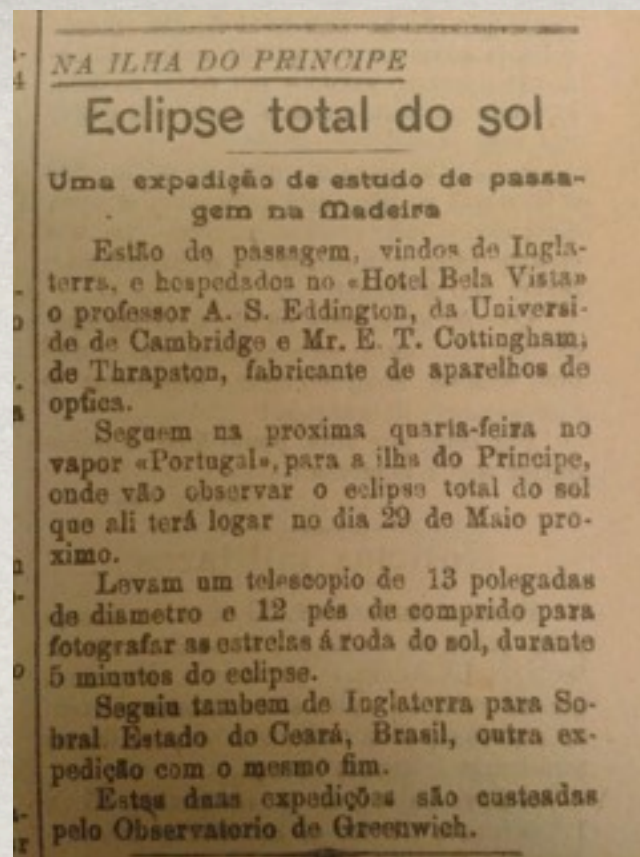 NA ILHA DO PRINCIPE
Eclipse total do sol
Uma expedição de estudo de passa-
gem na Madeira
Estão de passagem, vindos de Ingla-
terra, e hospedados no «Hotel Bela Vista»
o professor A. S. Eddington, da Universi-
de de Cambridge e Mr. E. T. Cottingham,
de Thrapston, fabricante de aparelhos de
optica.
Seguem na proxima quarta-feira no
vapor «Portugal», para a ilha do Principe,
onde vão observar o eclipse total do sol
que ali terá logar no dia 29 de Maio pro-
ximo.
Levam um telescopio de 13 polegadas
de diametro e 12 pés de comprido para
fotografar as estrelas á roda do sol, durante
5 minutos do eclipse.
Seguiu tambem de Inglaterra para So-
bral Estado do Ceará, Brasil, outra ex-
pedição com o mesmo fim.
Estas duas expedições são custeadas
pelo Observatorio de Greenwich.